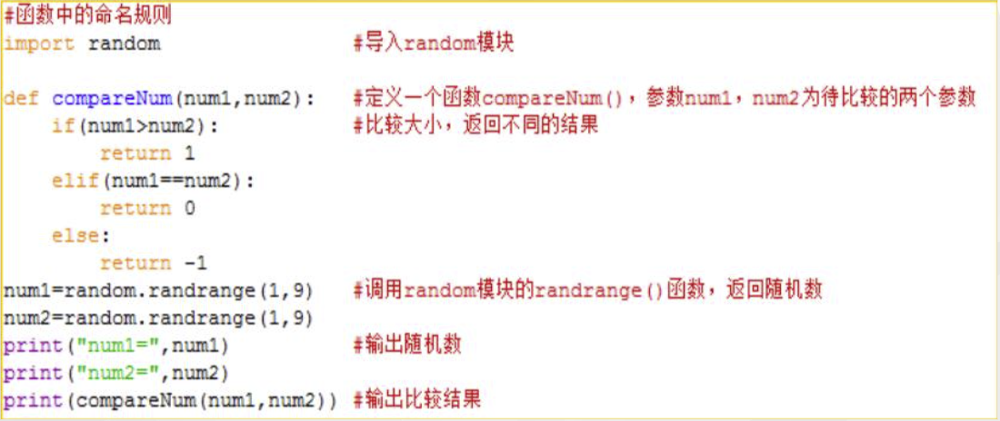 #函数中的命名规则
import random #导入random模块
def compareNum(num1,num2): #定义一个函数compareNum()，参数num1，num2为待比较的两个参数
if(num1>num2): #比较大小，返回不同的结果
return 1
elif(num1==num2):
return 0
else:
return -1
num1=random.randrange(1,9) #调用random模块的randrange()函数，返回随机数
num2=random.randrange(1,9)
print("num1=",num1) #输出随机数
print("num2=",num2)
print(compareNum(num1,num2)) #输出比较结果